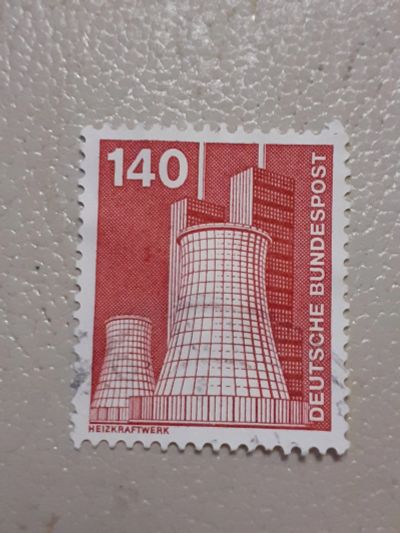 140
DEUTSCHE BUNDESPOST
HEIZKRAFTWERK